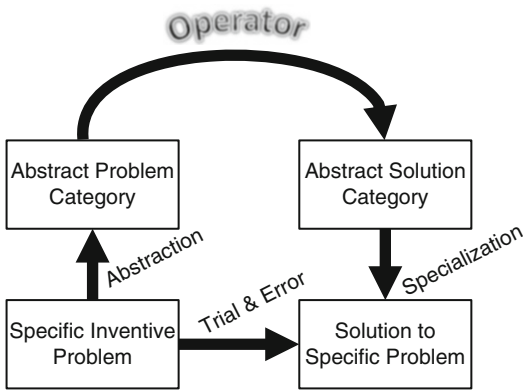 Operator
Abstract Problem
Category
Abstract Solution
Category
Abstraction
Specialization
Trial & Error
Specific Inventive
Problem
Solution to
Specific Problem